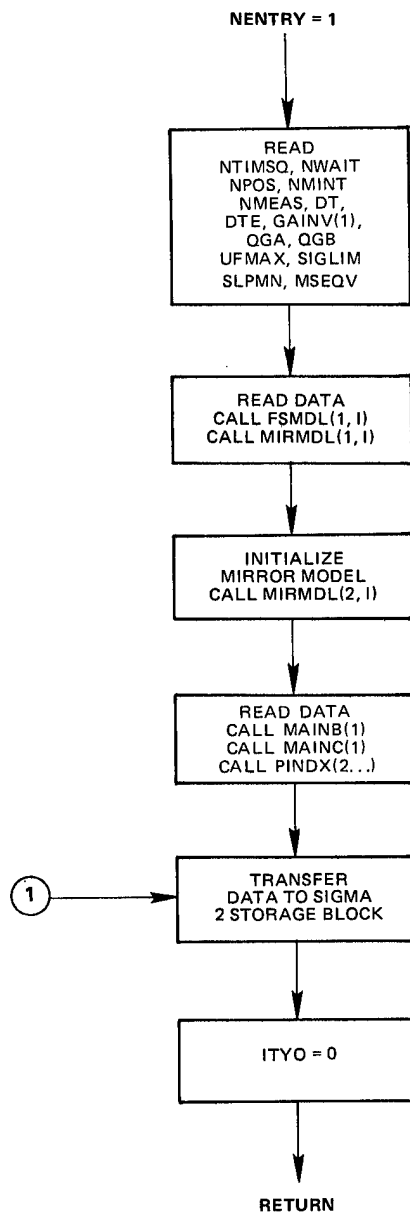 NENTRY = 1
READ
NTIMSQ, NWAIT
NPOS, NMINT
NMEAS, DT,
DTE, GAINV(1),
QGA, QGB
UFMAX, SIGLIM
SLPMN, MSEQV
READ DATA
CALL FSMDL(1, I)
CALL MIRMDL(1, I)
INITIALIZE
MIRROR MODEL
CALL MIRMDL(2, I)
READ DATA
CALL MAINB(1)
CALL MAINC(1)
CALL PINDX(2...)
1
TRANSFER
DATA TO SIGMA
2 STORAGE BLOCK
ITYO = 0
RETURN